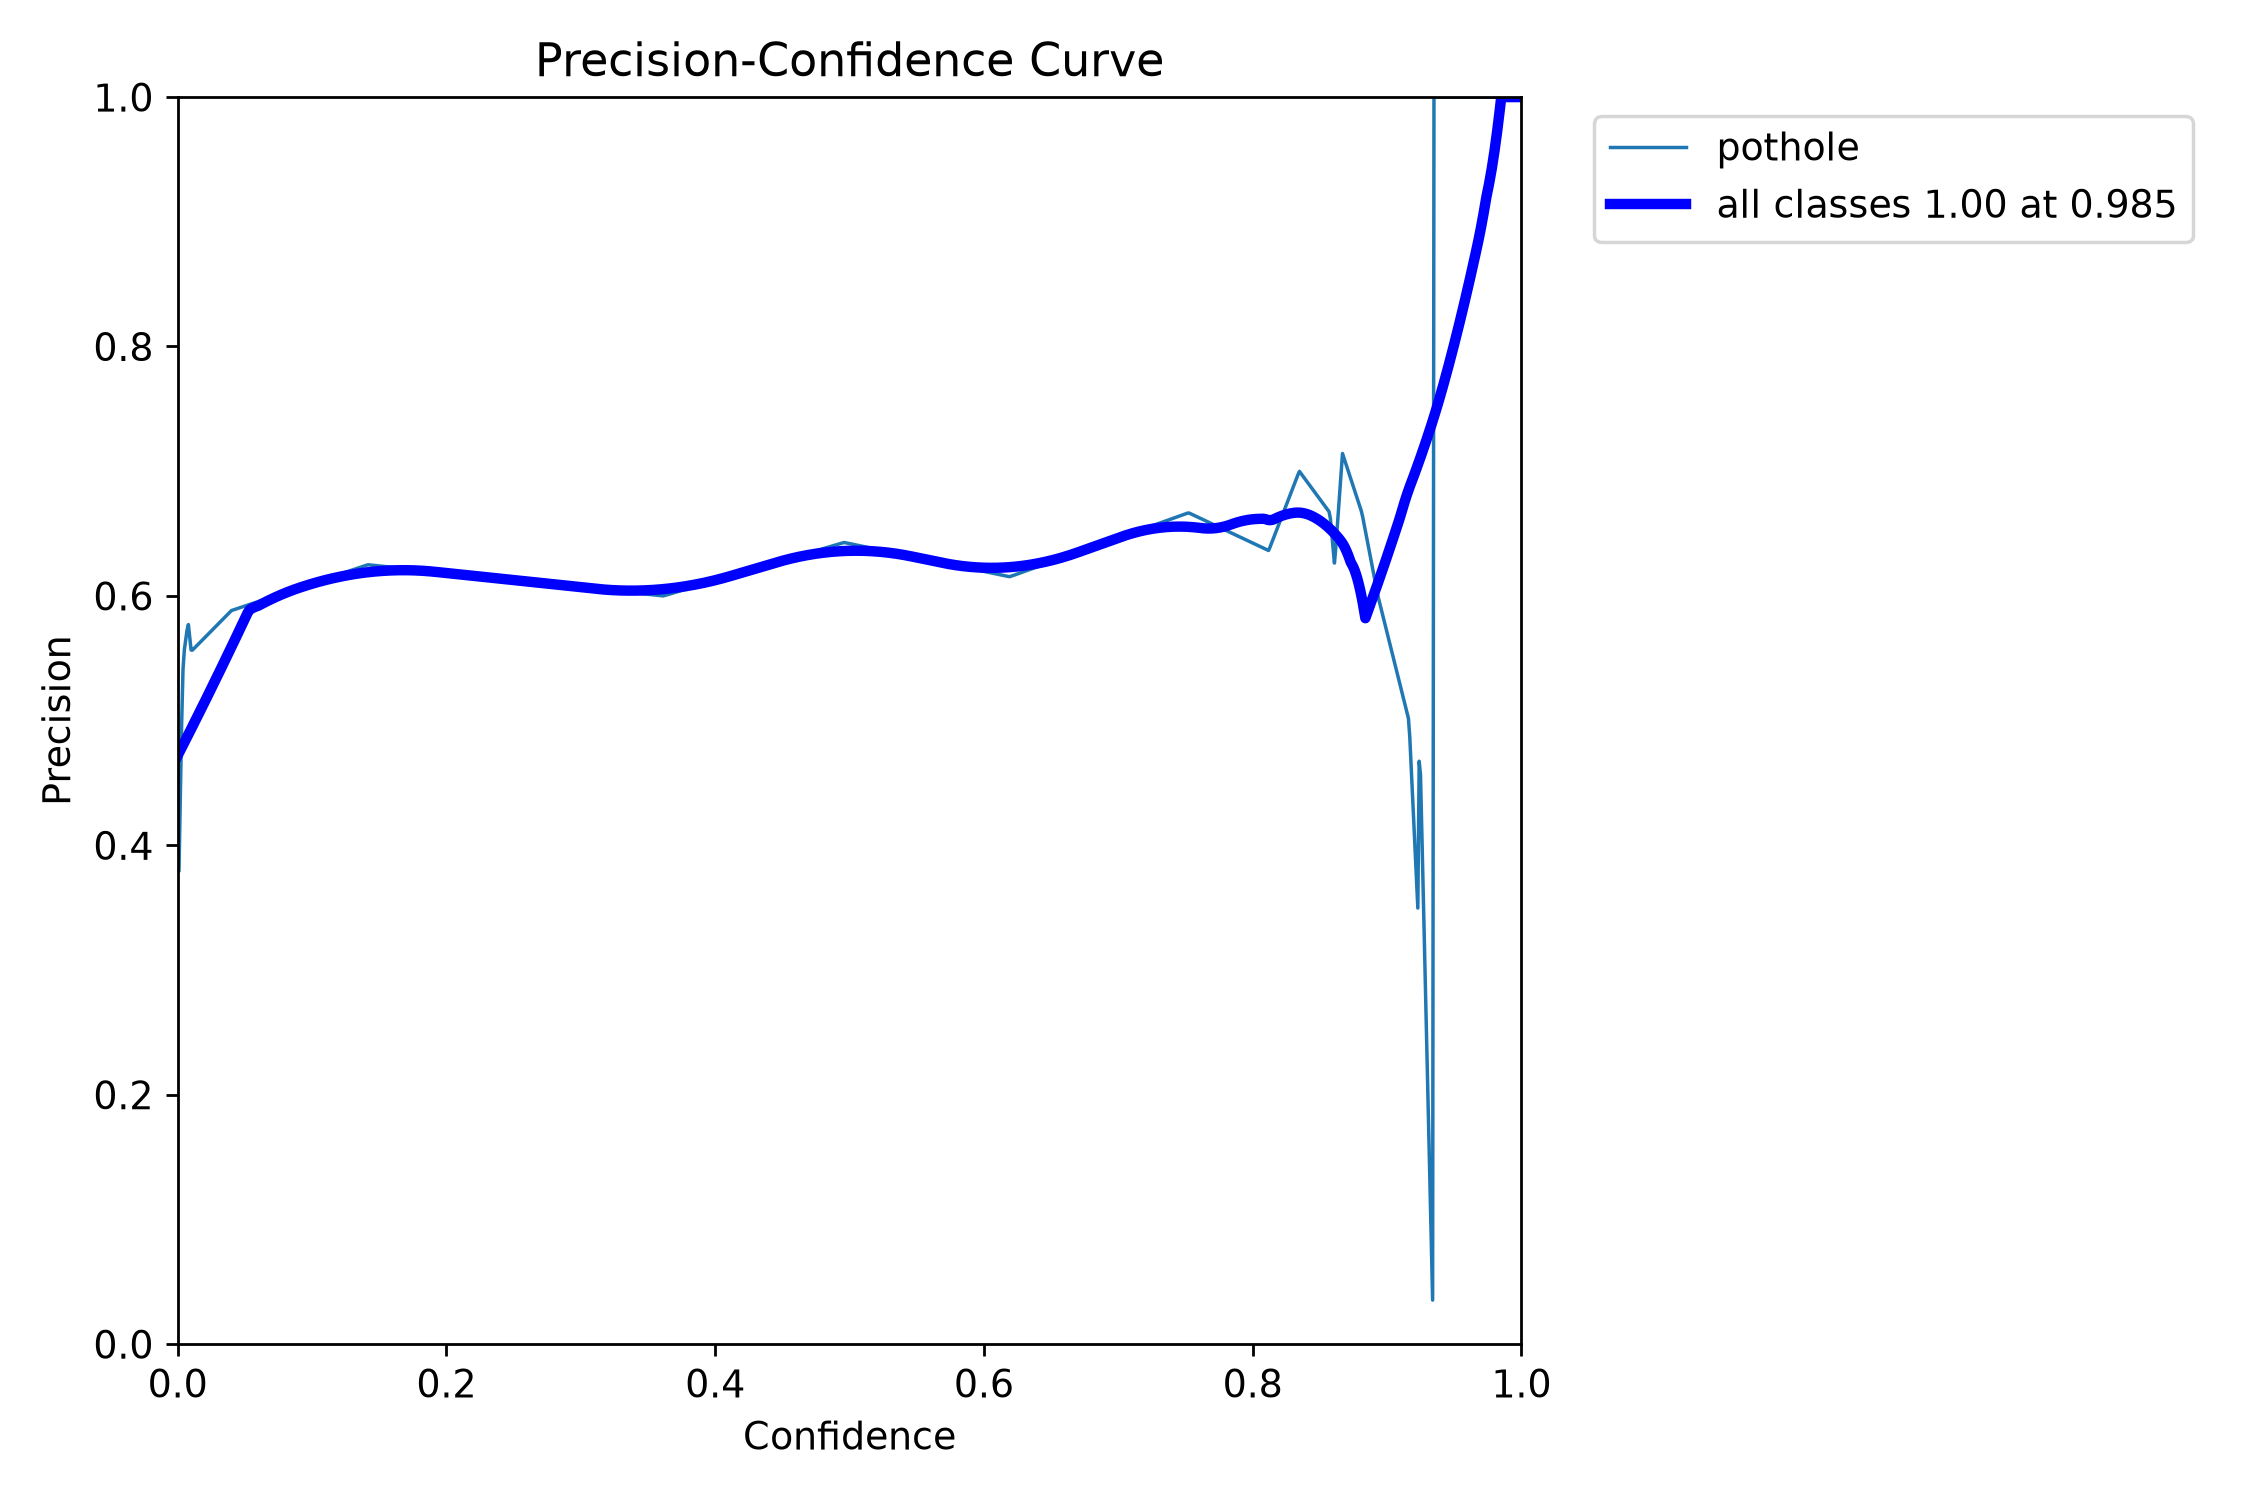 Precision-Confidence Curve
pothole
all classes 1.00 at 0.985
Precision
1.0
0.8
0.6
0.4
0.2
0.0
0.0 0.2 0.4 0.6 0.8 1.0
Confidence